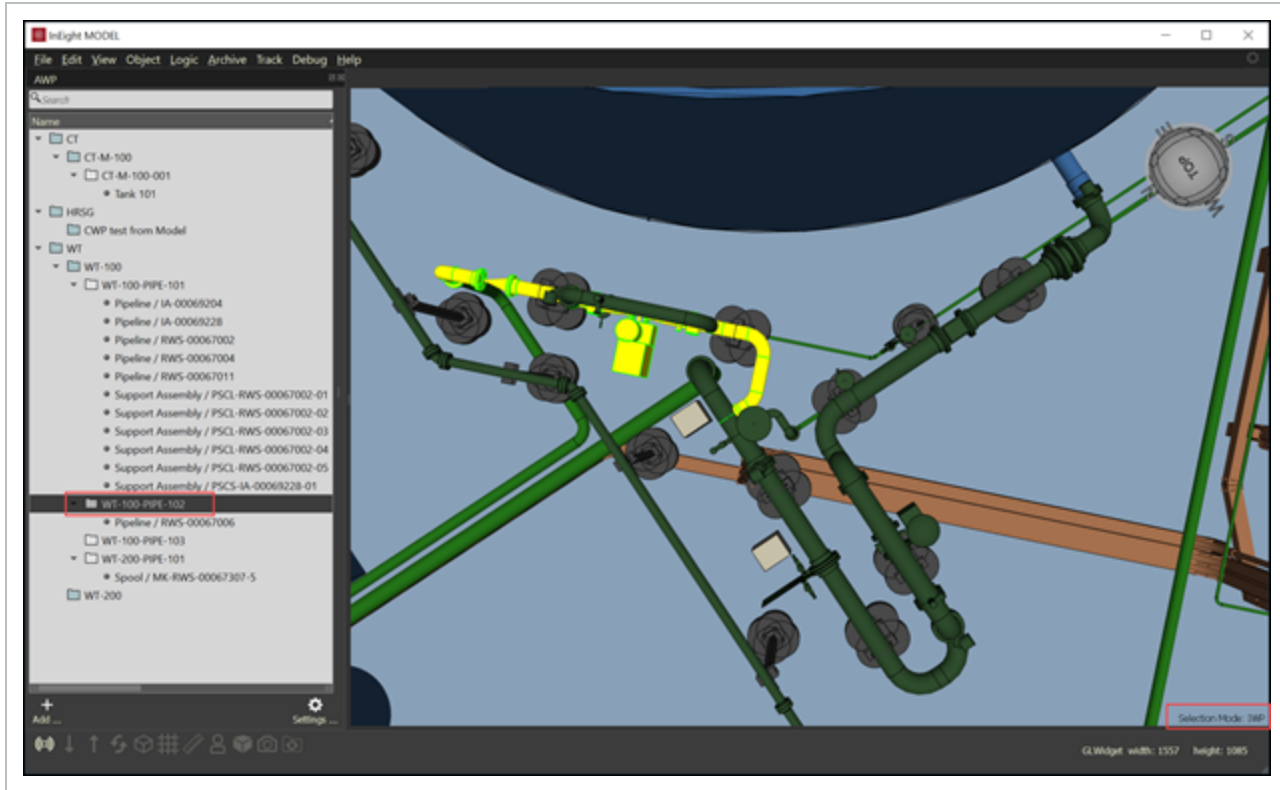 InEight MODEL
File Edit View Object Logic Archive Track Debug Help
AWP
Search
Name
CT
CT-M-100
CT-M-100-001
Tank 101
HRSG
CWP test from Model
WT
WT-100
WT-100-PIPE-101
Pipeline / IA-00069204
Pipeline / IA-00069228
Pipeline / RWS-00067002
Pipeline / RWS-00067004
Pipeline / RWS-00067011
Support Assembly / PSCL-RWS-00067002-01
Support Assembly / PSCL-RWS-00067002-02
Support Assembly / PSCL-RWS-00067002-03
Support Assembly / PSCL-RWS-00067002-04
Support Assembly / PSCL-RWS-00067002-05
Support Assembly / PSCS-IA-00069228-01
WT-100-PIPE-102
Pipeline / RWS-00067006
WT-100-PIPE-103
WT-200-PIPE-101
Spool / MK-RWS-00067307-5
WT-200
TOP
W
Selection Mode: IWP
Add ...
Settings ...
GLWidget width: 1557 height: 1085